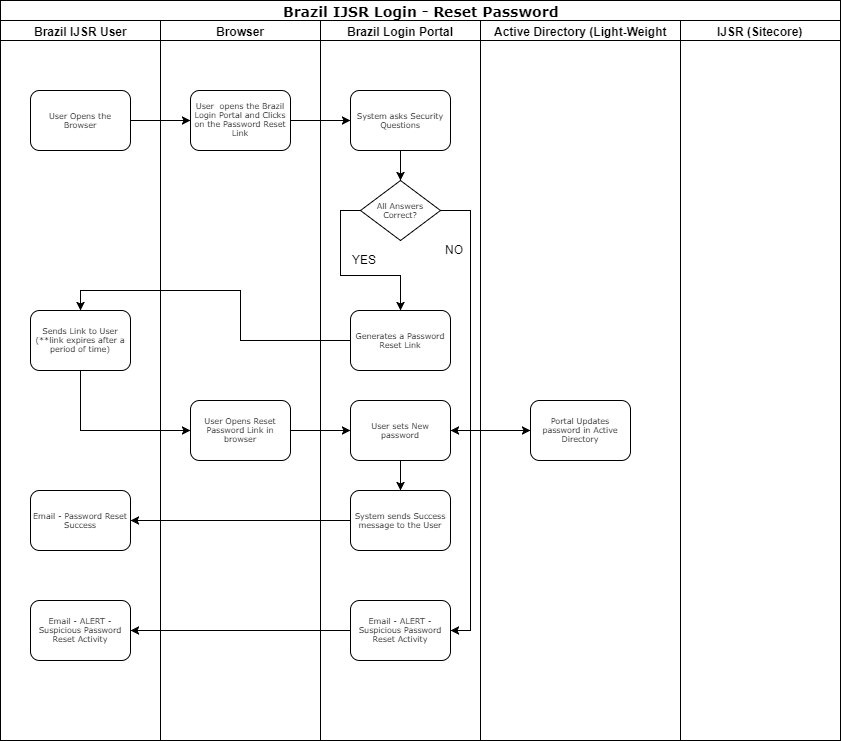 Brazil IJSR Login - Reset Password
Brazil IJSR User
Browser
Brazil Login Portal
Active Directory (Light-Weight
IJSR (Sitecore)
User Opens the
Browser
User  opens the Brazil
Login Portal and Clicks
on the Password Reset
Link
System asks Security
Questions
All Answers
Correct?
YES
NO
Sends Link to User
(**link expires after a
period of time)
Generates a Password
Reset Link
User Opens Reset
Password Link in
browser
User sets New
password
Portal Updates
password in Active
Directory
Email - Password Reset
Success
System sends Success
message to the User
Email - ALERT -
Suspicious Password
Reset Activity
Email - ALERT -
Suspicious Password
Reset Activity